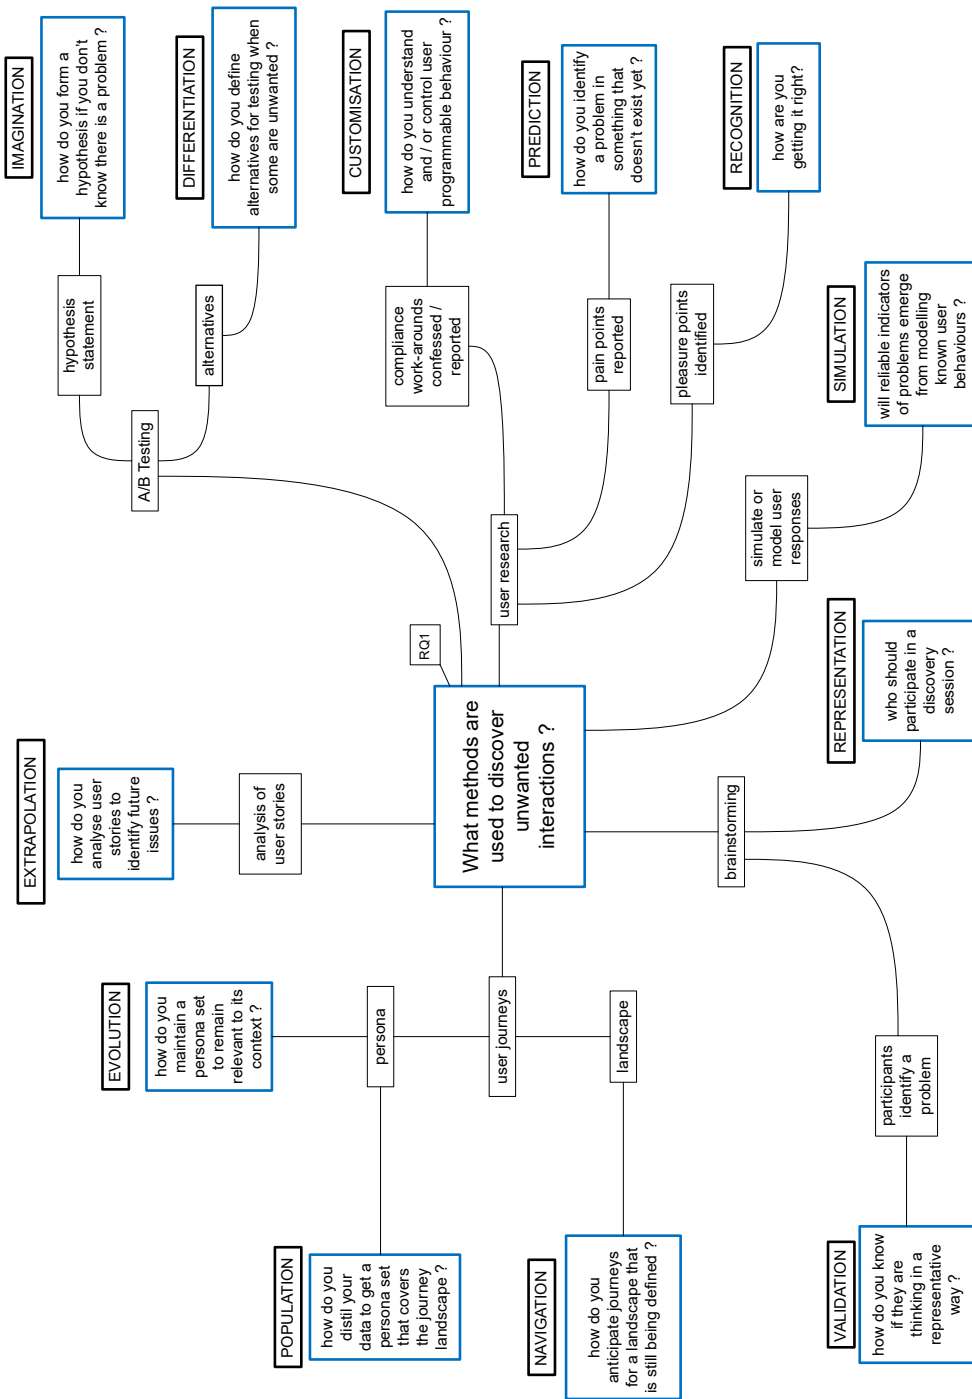 EXTRAPOLATION
how do you
analyse user
stories to
identify future
issues ?
analysis of
user stories
EVOLUTION
how do you
maintain a
persona set
to remain
relevant to its
context ?
persona
POPULATION
how do you
distil your
data to get a
persona set
that covers
the journey
landscape ?
user journeys
landscape
NAVIGATION
how do you
anticipate journeys
for a landscape that
is still being defined ?
What methods are
used to discover
unwanted
interactions ?
RQ1
A/B Testing
hypothesis
statement
IMAGINATION
how do you form a
hypothesis if you don't
know there is a problem ?
alternatives
DIFFERENTIATION
how do you define
alternatives for testing when
some are unwanted ?
user research
compliance
work-arounds
confessed /
reported
CUSTOMISATION
how do you understand
and / or control user
programmable behaviour ?
pain points
reported
PREDICTION
how do you identify
a problem in
something that
doesn't exist yet ?
pleasure points
identified
RECOGNITION
how are you
getting it right?
simulate or
model user
responses
SIMULATION
will reliable indicators
of problems emerge
from modelling
known user
behaviours ?
brainstorming
REPRESENTATION
who should
participate in a
discovery
session ?
participants
identify a
problem
VALIDATION
how do you know
if they are
thinking in a
representative
way ?